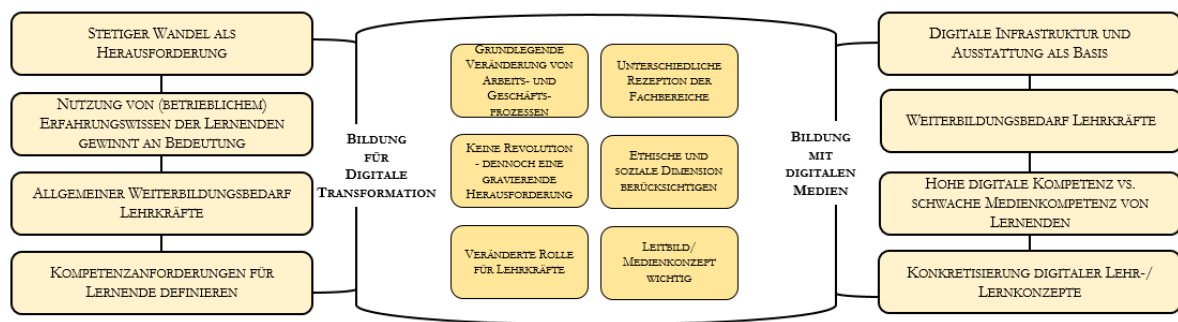 Stetiger Wandel als
Herausforderung
Nutzung von (betrieblichem)
Erfahrungswissen der Lernenden
gewinnt an Bedeutung
Allgemeiner Weiterbildungsbedarf
Lehrkräfte
Kompetenzanforderungen für
Lernende definieren
Bildung
für
Digitale
Transformation
Grundlegende
Veränderung von
Arbeits- und
Geschäfts-
prozessen
Unterschiedliche
Rezeption der
Fachbereiche
Keine Revolution
- dennoch eine
gravierende
Herausforderung
Ethische und
soziale Dimension
berücksichtigen
Veränderte Rolle
für Lehrkräfte
Leitbild/
Medienkonzept
wichtig
Bildung
mit
digitalen
Medien
Digitale Infrastruktur und
Ausstattung als Basis
Weiterbildungsbedarf Lehrkräfte
Hohe digitale Kompetenz vs.
schwache Medienkompetenz von
Lernenden
Konkretisierung digitaler Lehr-/
Lernkonzepte